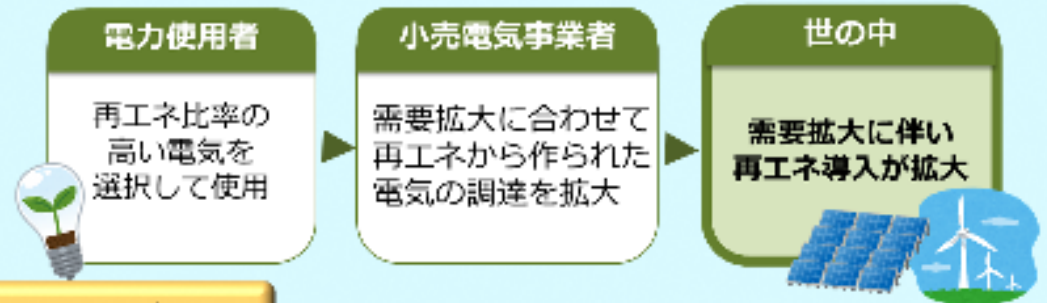 電力使用者
再エネ比率の
高い電気を
選択して使用
小売電気事業者
需要拡大に合わせて
再エネから作られた
電気の調達を拡大
世の中
需要拡大に伴い
再エネ導入が拡大